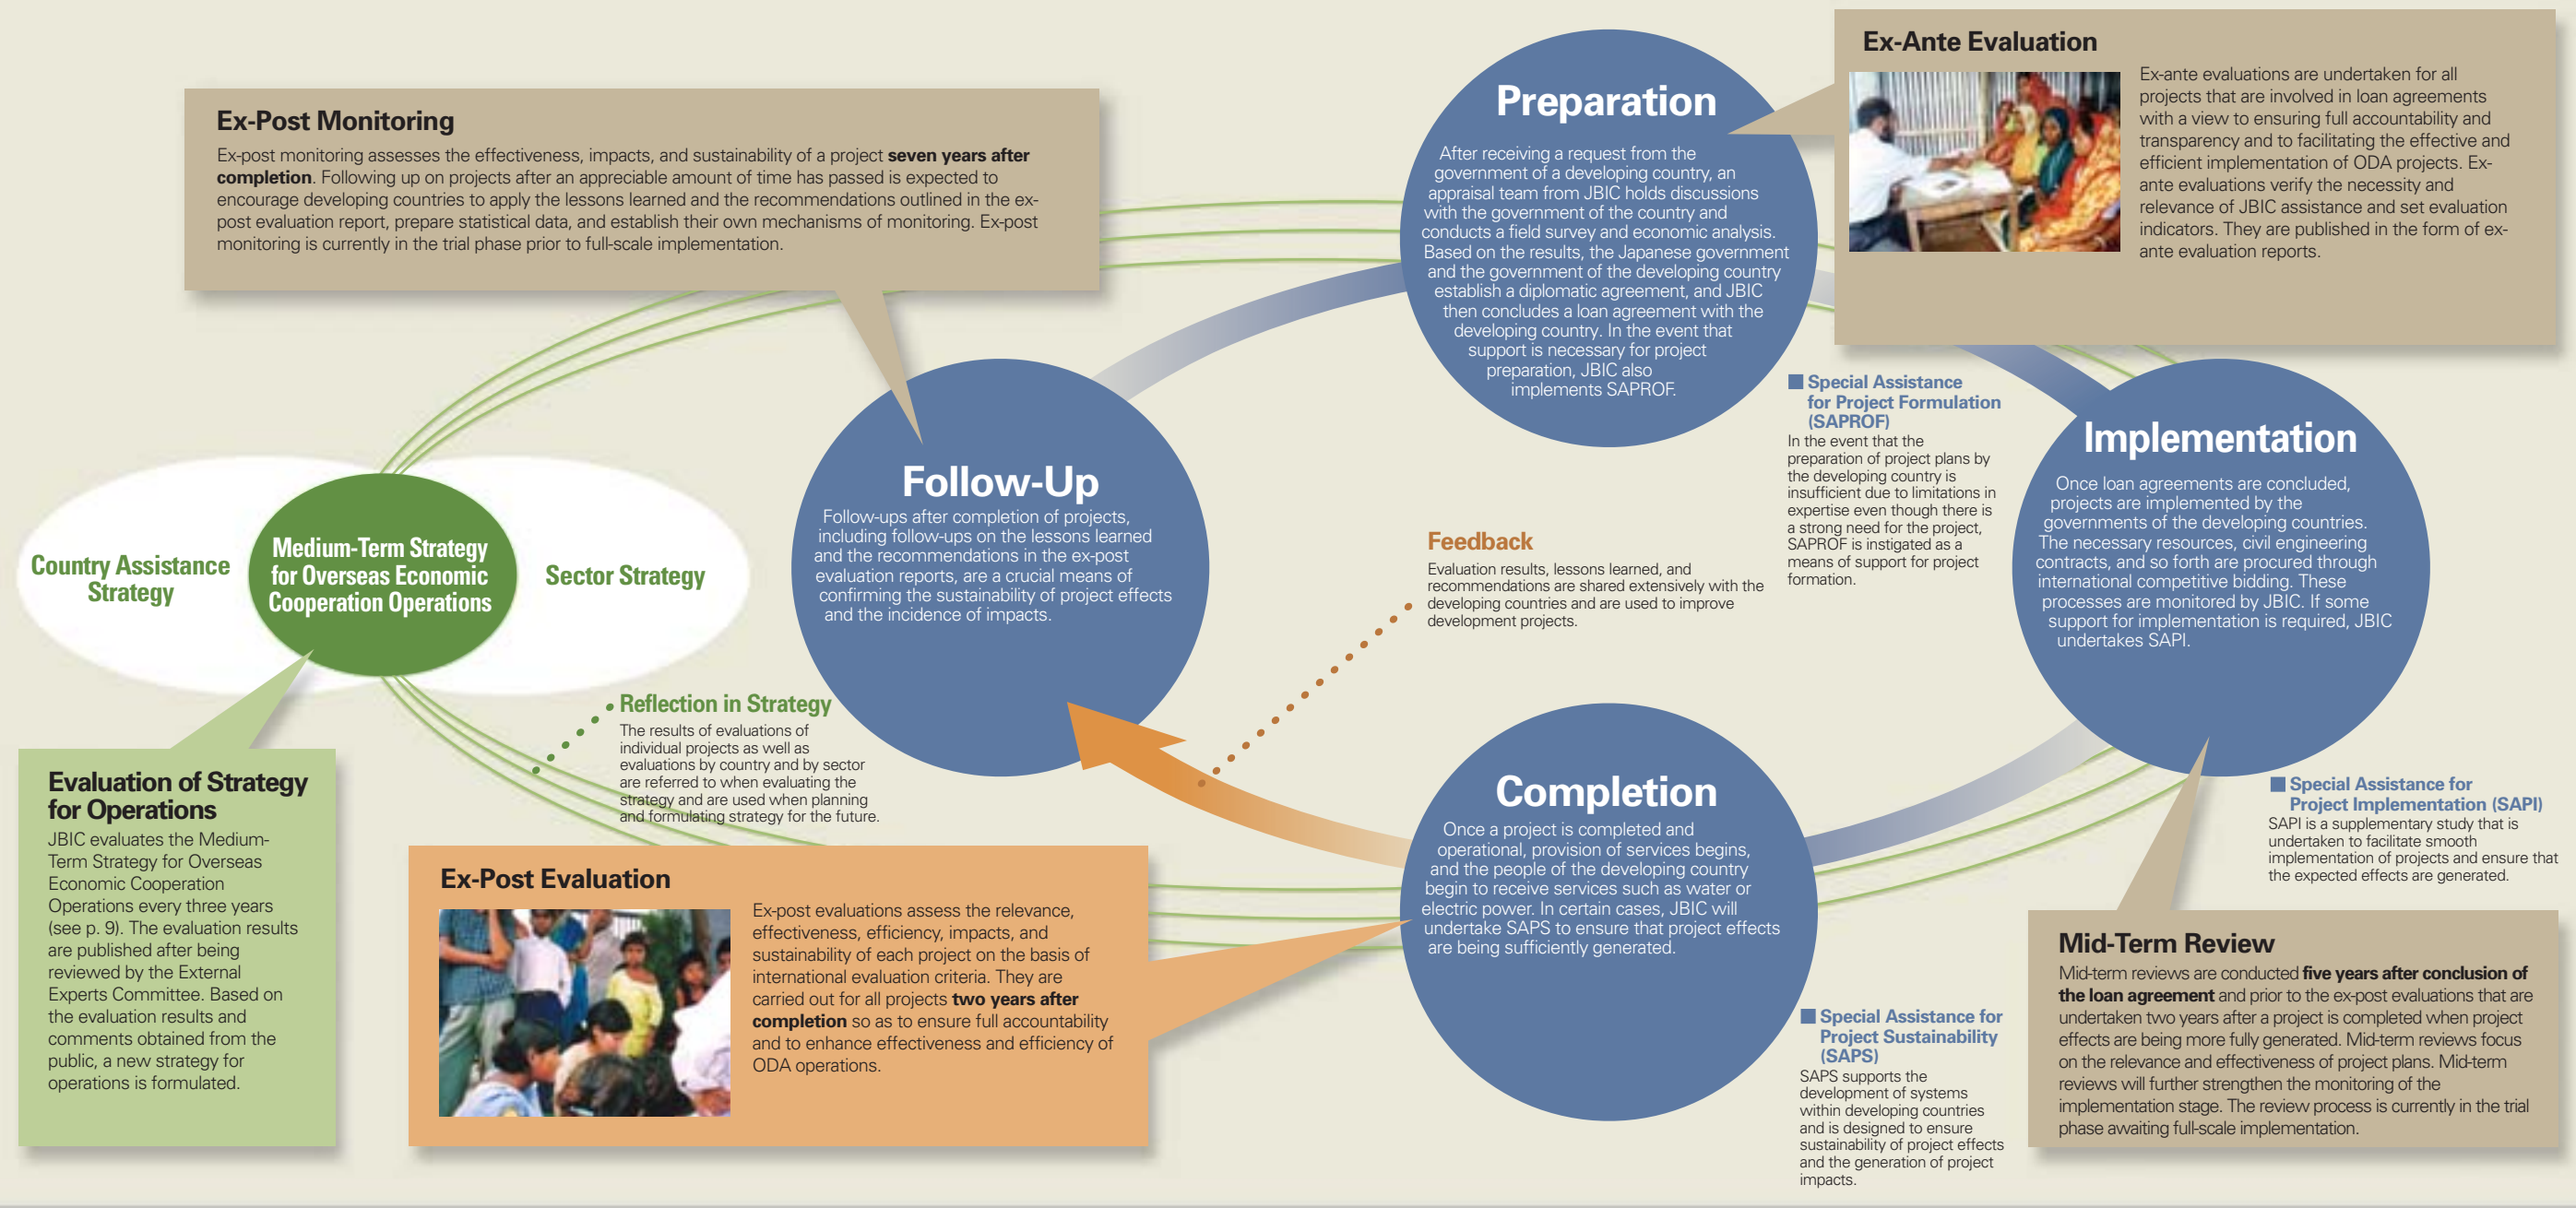 Ex-Post Monitoring
Ex-post monitoring assesses the effectiveness, impacts, and sustainability of a project seven years after
completion. Following up on projects after an appreciable amount of time has passed is expected to
encourage developing countries to apply the lessons learned and the recommendations outlined in the ex-
post evaluation report, prepare statistical data, and establish their own mechanisms of monitoring. Ex-post
monitoring is currently in the trial phase prior to full-scale implementation.
Preparation
After receiving a request from the
government of a developing country, an
appraisal team from JBIC holds discussions
with the government of the country and
conducts a field survey and economic analysis.
Based on the results, the Japanese government
and the government of the developing country
establish a diplomatic agreement, and JBIC
then concludes a loan agreement with the
developing country. In the event that
support is necessary for project
preparation, JBIC also
implements SAPROF.
Ex-Ante Evaluation
Ex-ante evaluations are undertaken for all
projects that are involved in loan agreements
with a view to ensuring full accountability and
transparency and to facilitating the effective and
efficient implementation of ODA projects. Ex-
ante evaluations verify the necessity and
relevance of JBIC assistance and set evaluation
indicators. They are published in the form of ex-
ante evaluation reports.
Special Assistance
for Project Formulation
(SAPROF)
In the event that the
preparation of project plans by
the developing country is
insufficient due to limitations in
expertise even though there is
a strong need for the project,
SAPROF is instigated as a
means of support for project
formation.
Implementation
Once loan agreements are concluded,
projects are implemented by the
governments of the developing countries.
The necessary resources, civil engineering
contracts, and so forth are procured through
international competitive bidding. These
processes are monitored by JBIC. If some
support for implementation is required, JBIC
undertakes SAPI.
Follow-Up
Follow-ups after completion of projects,
including follow-ups on the lessons learned
and the recommendations in the ex-post
evaluation reports, are a crucial means of
confirming the sustainability of project effects
and the incidence of impacts.
Feedback
Evaluation results, lessons learned, and
recommendations are shared extensively with the
developing countries and are used to improve
development projects.
Country Assistance
Strategy
Medium-Term Strategy
for Overseas Economic
Cooperation Operations
Sector Strategy
Reflection in Strategy
The results of evaluations of
individual projects as well as
evaluations by country and by sector
are referred to when evaluating the
strategy and are used when planning
and formulating strategy for the future.
Evaluation of Strategy
for Operations
JBIC evaluates the Medium-
Term Strategy for Overseas
Economic Cooperation
Operations every three years
(see p. 9). The evaluation results
are published after being
reviewed by the External
Experts Committee. Based on
the evaluation results and
comments obtained from the
public, a new strategy for
operations is formulated.
Ex-Post Evaluation
Ex-post evaluations assess the relevance,
effectiveness, efficiency, impacts, and
sustainability of each project on the basis of
international evaluation criteria. They are
carried out for all projects two years after
completion so as to ensure full accountability
and to enhance effectiveness and efficiency of
ODA operations.
Completion
Once a project is completed and
operational, provision of services begins,
and the people of the developing country
begin to receive services such as water or
electric power. In certain cases, JBIC will
undertake SAPS to ensure that project effects
are being sufficiently generated.
Special Assistance for
Project Sustainability
(SAPS)
SAPS supports the
development of systems
within developing countries
and is designed to ensure
sustainability of project effects
and the generation of project
impacts.
Special Assistance for
Project Implementation (SAPI)
SAPI is a supplementary study that is
undertaken to facilitate smooth
implementation of projects and ensure that
the expected effects are generated.
Mid-Term Review
Mid-term reviews are conducted five years after conclusion of
the loan agreement and prior to the ex-post evaluations that are
undertaken two years after a project is completed when project
effects are being more fully generated. Mid-term reviews focus
on the relevance and effectiveness of project plans. Mid-term
reviews will further strengthen the monitoring of the
implementation stage. The review process is currently in the trial
phase awaiting full-scale implementation.